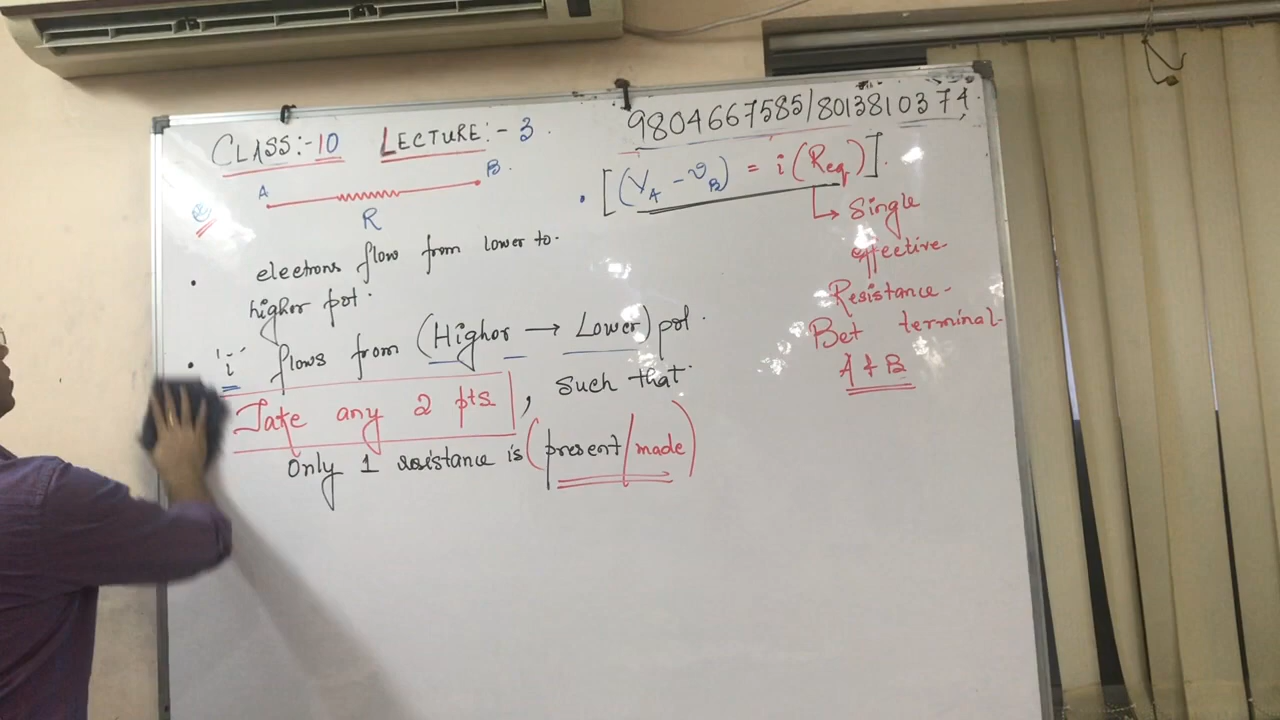 CLASS:-10 LECTURE:- 3.
9804667585/8013810374
A B.
R
. [(VA - VB) = i (Req)].
↳ Single
effective
Resistance-
Bet terminal-
A & B
. electrons flow from lower to.
higher pot.
. 'i' flows from (Higher → Lower) pot.
Take any 2 pts, such that
Only 1 resistance is (present/made)